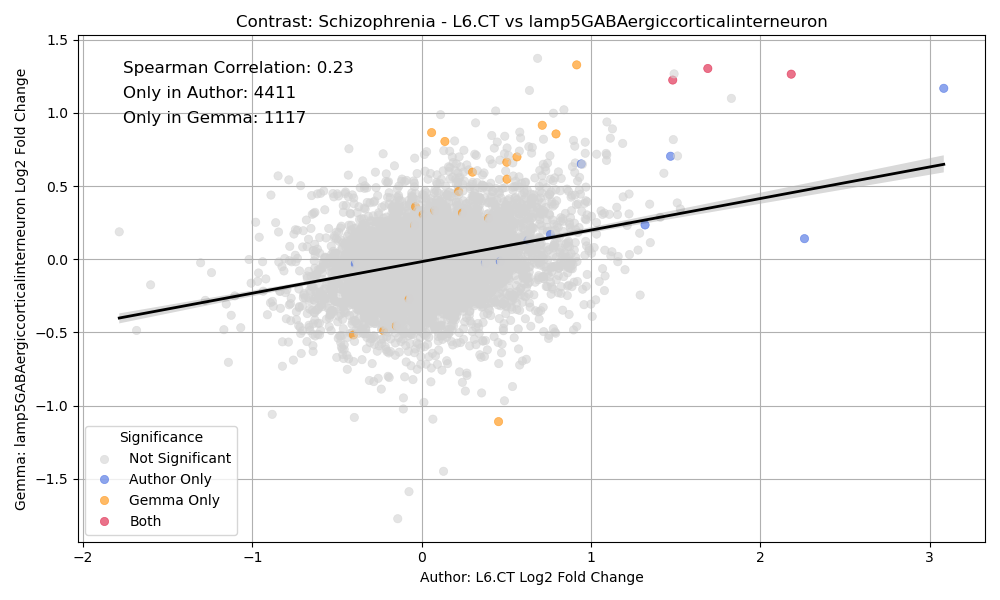 Contrast: Schizophrenia - L6.CT vs lamp5GABAergiccorticalinterneuron
Spearman Correlation: 0.23
Only in Author: 4411
Only in Gemma: 1117
Gemma: lamp5GABAergiccorticalinterneuron Log2 Fold Change
1.5
1.0
0.5
0.0
−0.5
−1.0
−1.5
Significance
Not Significant
Author Only
Gemma Only
Both
−2
−1
0
1
2
3
Author: L6.CT Log2 Fold Change